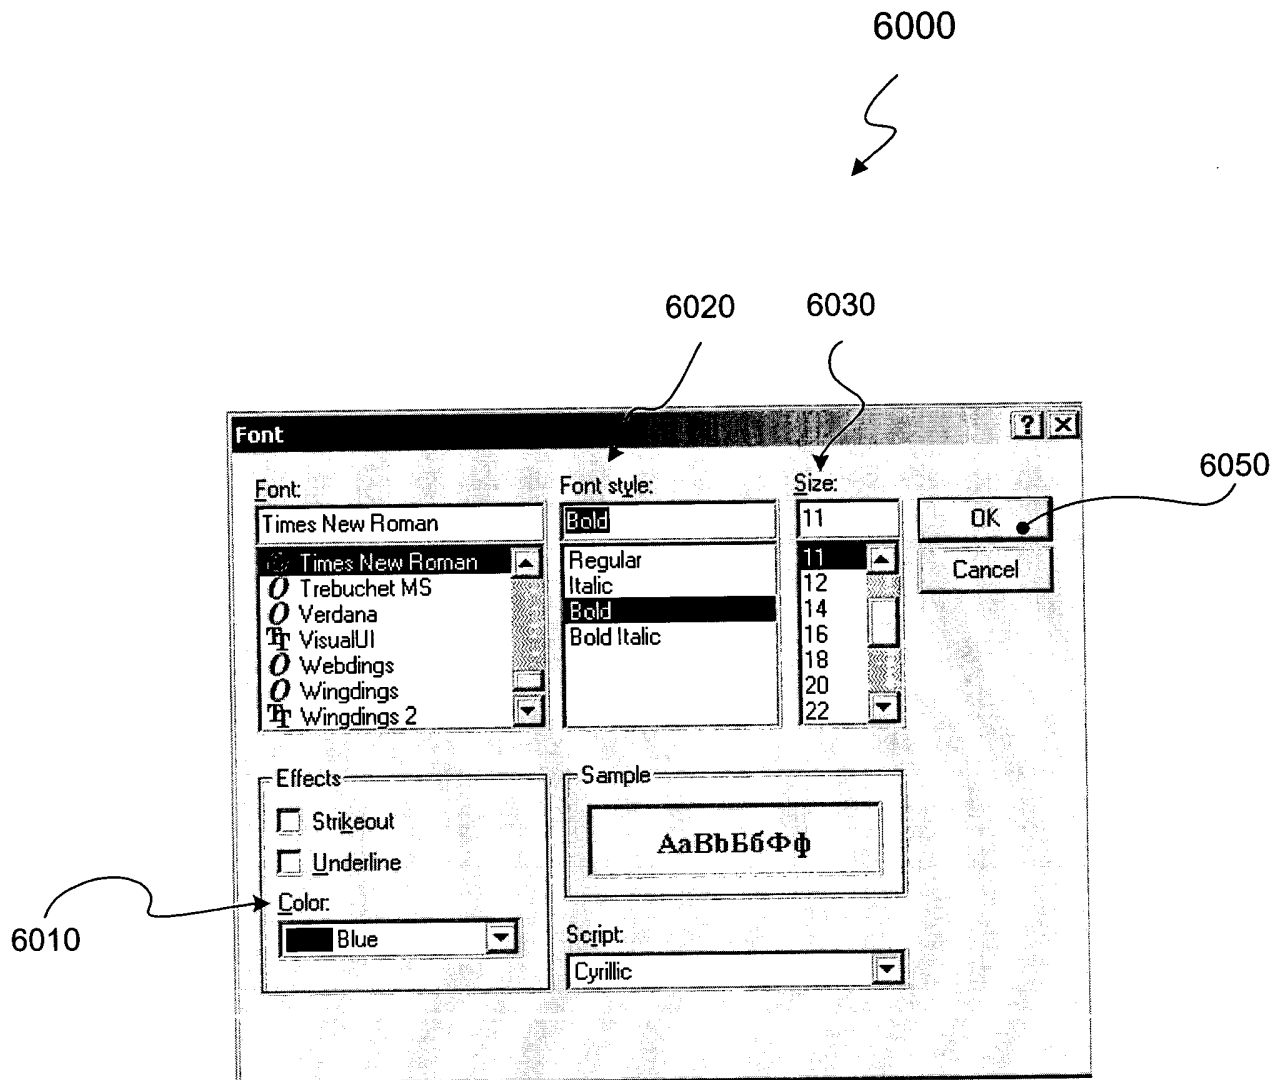 6000
6020
6030
Font
? X
6050
Font:
Font style:
Size:
Times New Roman
Bold
11
OK
Times New Roman
Trebuchet MS
Verdana
VisualUI
Webdings
Wingdings
Wingdings 2
Regular
Italic
Bold
Bold Italic
11
12
14
16
18
20
22
Cancel
Effects
Strikeout
Underline
Color:
Blue
6010
Sample
AaBbБбФф
Script:
Cyrillic